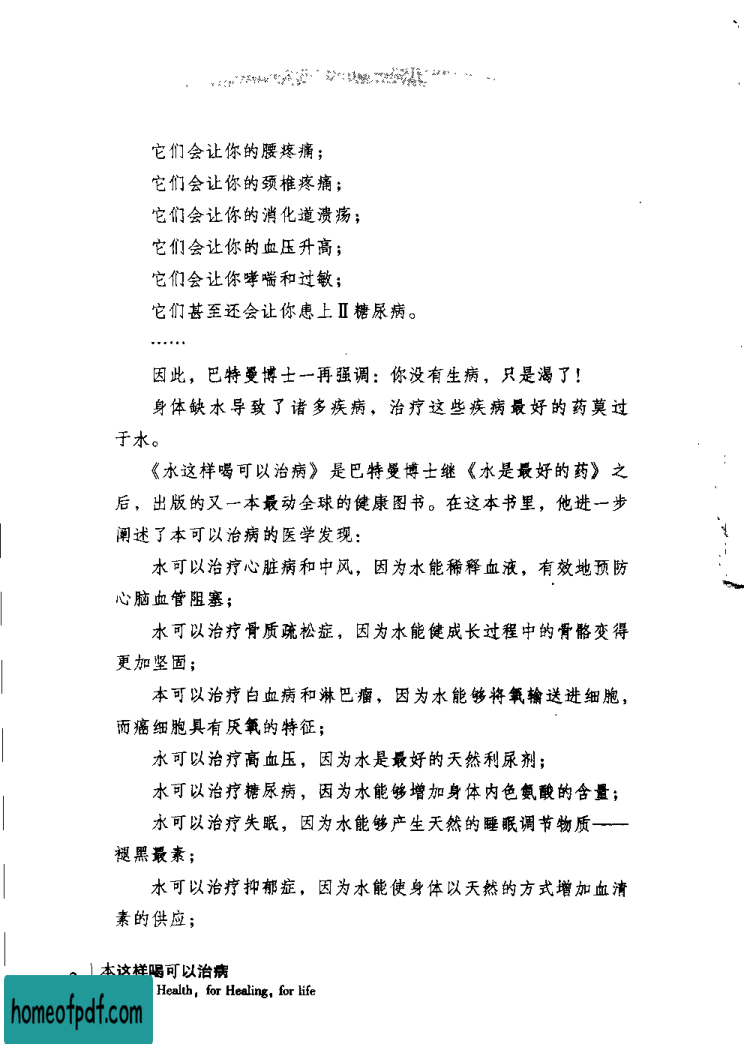 它们会让你的腰疼痛；
它们会让你的颈椎疼痛；
它们会让你的消化道溃疡；
它们会让你的血压升高；
它们会让你哮喘和过敏；
它们甚至还会让你患上Ⅱ糖尿病。
……
因此，巴特曼博士一再强调：你没有生病，只是渴了！
身体缺水导致了诸多疾病，治疗这些疾病最好的药莫过
于水。
《水这样喝可以治病》是巴特曼博士继《水是最好的药》之
后，出版的又一本最动全球的健康图书。在这本书里，他进一步
阐述了本可以治病的医学发现：
水可以治疗心脏病和中风，因为水能稀释血液，有效地预防
心脑血管阻塞；
水可以治疗骨质疏松症，因为水能健成长过程中的骨骼变得
更加坚固；
本可以治疗白血病和淋巴瘤，因为水能够将氧输送进细胞，
而癌细胞具有厌氧的特征；
水可以治疗高血压，因为水是最好的天然利尿剂；
水可以治疗糖尿病，因为水能够增加身体内色氨酸的含量；
水可以治疗失眠，因为水能够产生天然的睡眠调节物质——
褪黑最素；
水可以治疗抑郁症，因为水能使身体以天然的方式增加血清
素的供应；
本这样喝可以治病
Health, for Healing, for life
homeofpdf.com